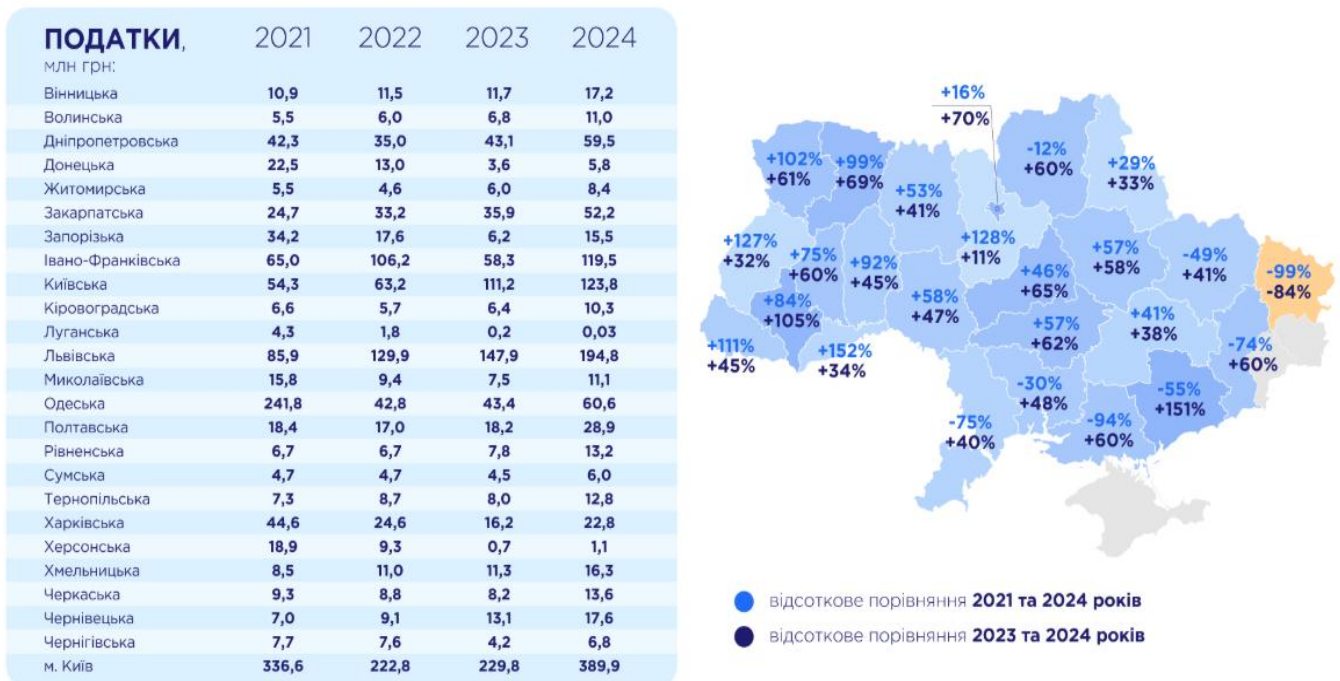 ПОДАТКИ, 2021 2022 2023 2024
млн грн:
Вінницька 10,9 11,5 11,7 17,2
Волинська 5,5 6,0 6,8 11,0
Дніпропетровська 42,3 35,0 43,1 59,5
Донецька 22,5 13,0 3,6 5,8
Житомирська 5,5 4,6 6,0 8,4
Закарпатська 24,7 33,2 35,9 52,2
Запорізька 34,2 17,6 6,2 15,5
Івано-Франківська 65,0 106,2 58,3 119,5
Київська 54,3 63,2 111,2 123,8
Кіровоградська 6,6 5,7 6,4 10,3
Луганська 4,3 1,8 0,2 0,03
Львівська 85,9 129,9 147,9 194,8
Миколаївська 15,8 9,4 7,5 11,1
Одеська 241,8 42,8 43,4 60,6
Полтавська 18,4 17,0 18,2 28,9
Рівненська 6,7 6,7 7,8 13,2
Сумська 4,7 4,7 4,5 6,0
Тернопільська 7,3 8,7 8,0 12,8
Харківська 44,6 24,6 16,2 22,8
Херсонська 18,9 9,3 0,7 1,1
Хмельницька 8,5 11,0 11,3 16,3
Черкаська 9,3 8,8 8,2 13,6
Чернівецька 7,0 9,1 13,1 17,6
Чернігівська 7,7 7,6 4,2 6,8
м. Київ 336,6 222,8 229,8 389,9
+16%
+70%
+102%
+61%
+99%
+69%
+53%
+41%
-12%
+60%
+29%
+33%
+127%
+32%
+75%
+60%
+92%
+45%
+128%
+11%
+57%
+58%
-49%
+41%
-99%
-84%
+84%
+105%
+58%
+47%
+46%
+65%
+57%
+62%
+41%
+38%
-74%
+60%
+111%
+45%
+152%
+34%
-30%
+48%
-55%
+151%
-75%
+40%
-94%
+60%
відсоткове порівняння 2021 та 2024 років
відсоткове порівняння 2023 та 2024 років